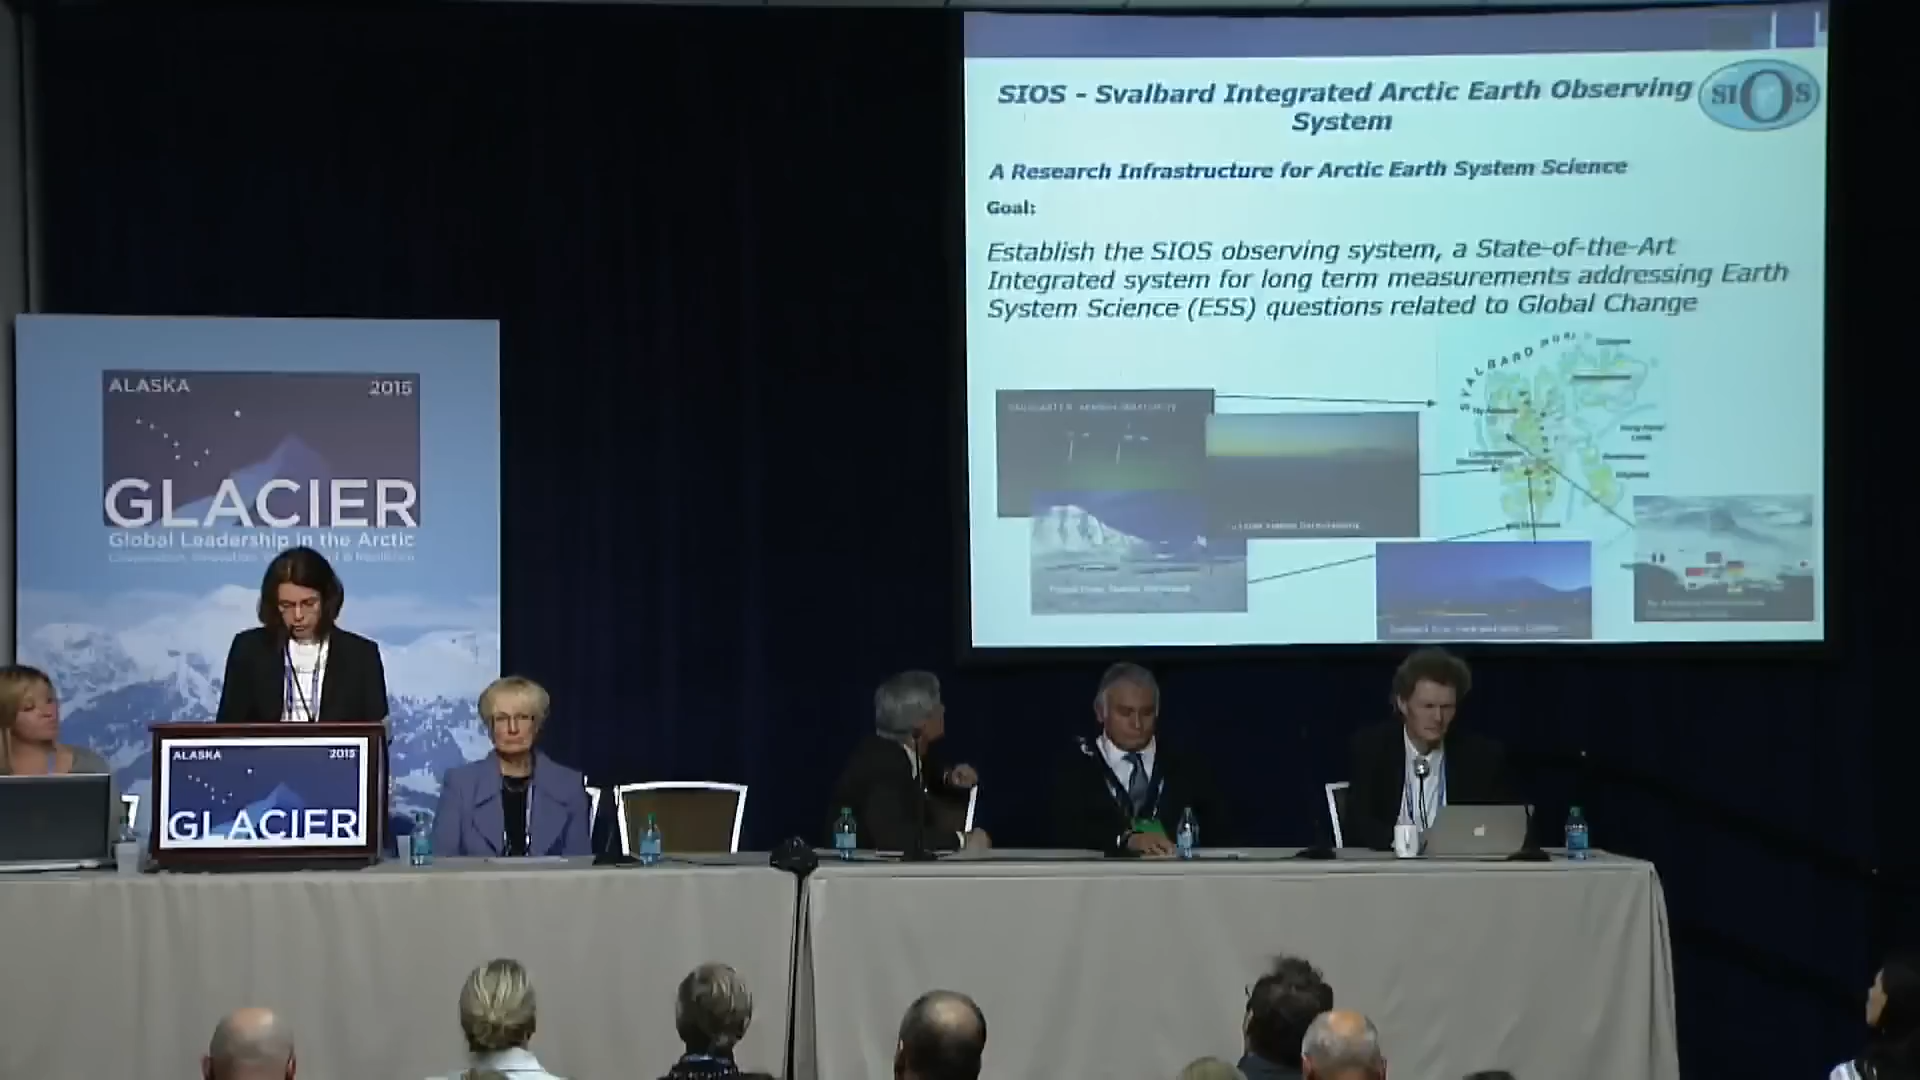 SIOS - Svalbard Integrated Arctic Earth Observing
System
SIOS
A Research Infrastructure for Arctic Earth System Science
Goal:
Establish the SIOS observing system, a State-of-the-Art
Integrated system for long term measurements addressing Earth
System Science (ESS) questions related to Global Change
SVALBARD
ALASKA 2015
GLACIER
Global Leadership in the Arctic
ALASKA 2015
GLACIER